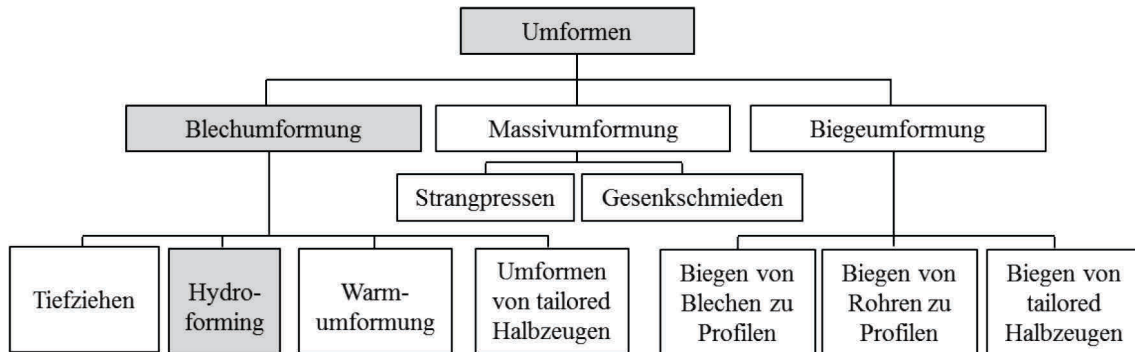 Umformen
Blechumformung
Massivumformung
Biegeumformung
Strangpressen
Gesenkschmieden
Tiefziehen
Hydro-
forming
Warm-
umformung
Umformen
von tailored
Halbzeugen
Biegen von
Blechen zu
Profilen
Biegen von
Rohren zu
Profilen
Biegen von
tailored
Halbzeugen